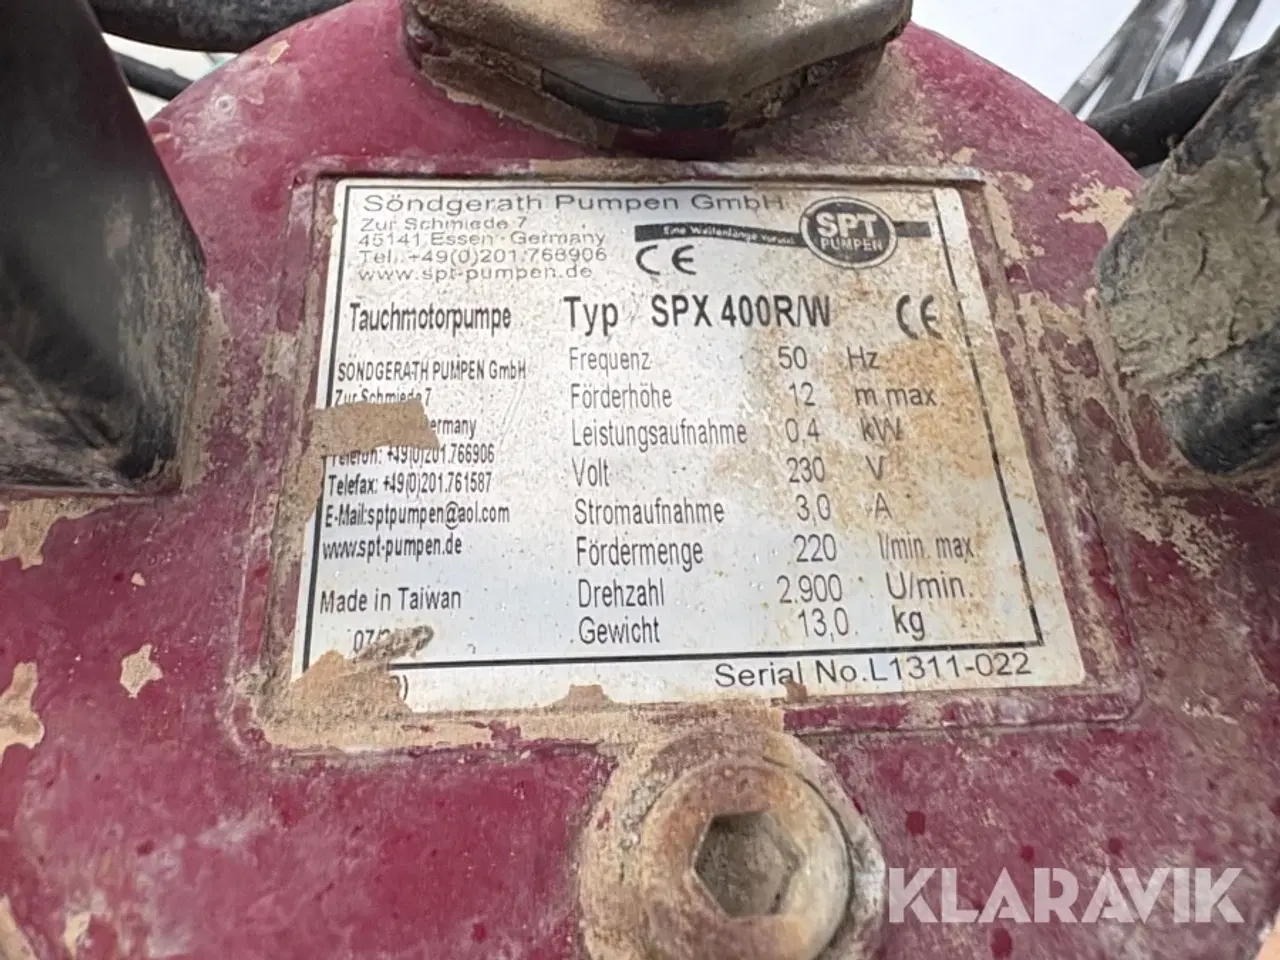 Söndgerath Pumpen GmbH
Zur Schmiede 7
45141 Essen - Germany
Tel. +49(0)201.766906
www.spt-pumpen.de
Eine Wellenlänge voraus
SPT
PUMPEN
CE
Tauchmotorpumpe Typ SPX 400R/W CE
SÖNDGERATH PUMPEN GmbH
Zur Schmiede 7
ermany
Telefon: +49(0)201.766906
Telefax: +49(0)201.761587
E-Mail:sptpumpen@aol.com
www.spt-pumpen.de
Made in Taiwan
07/
Frequenz 50 Hz
Förderhöhe 12 m max.
Leistungsaufnahme 0,4 kW
Volt 230 V
Stromaufnahme 3,0 A
Fördermenge 220 l/min. max.
Drehzahl 2.900 U/min.
Gewicht 13,0 kg
Serial No.L1311-022
KLARAVIK